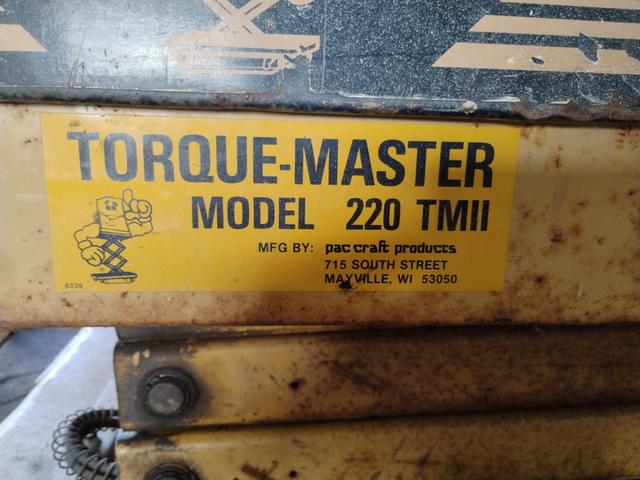 TORQUE-MASTER
MODEL 220 TMII
MFG BY: pac craft products
715 SOUTH STREET
MAYVILLE, WI 53050
6339